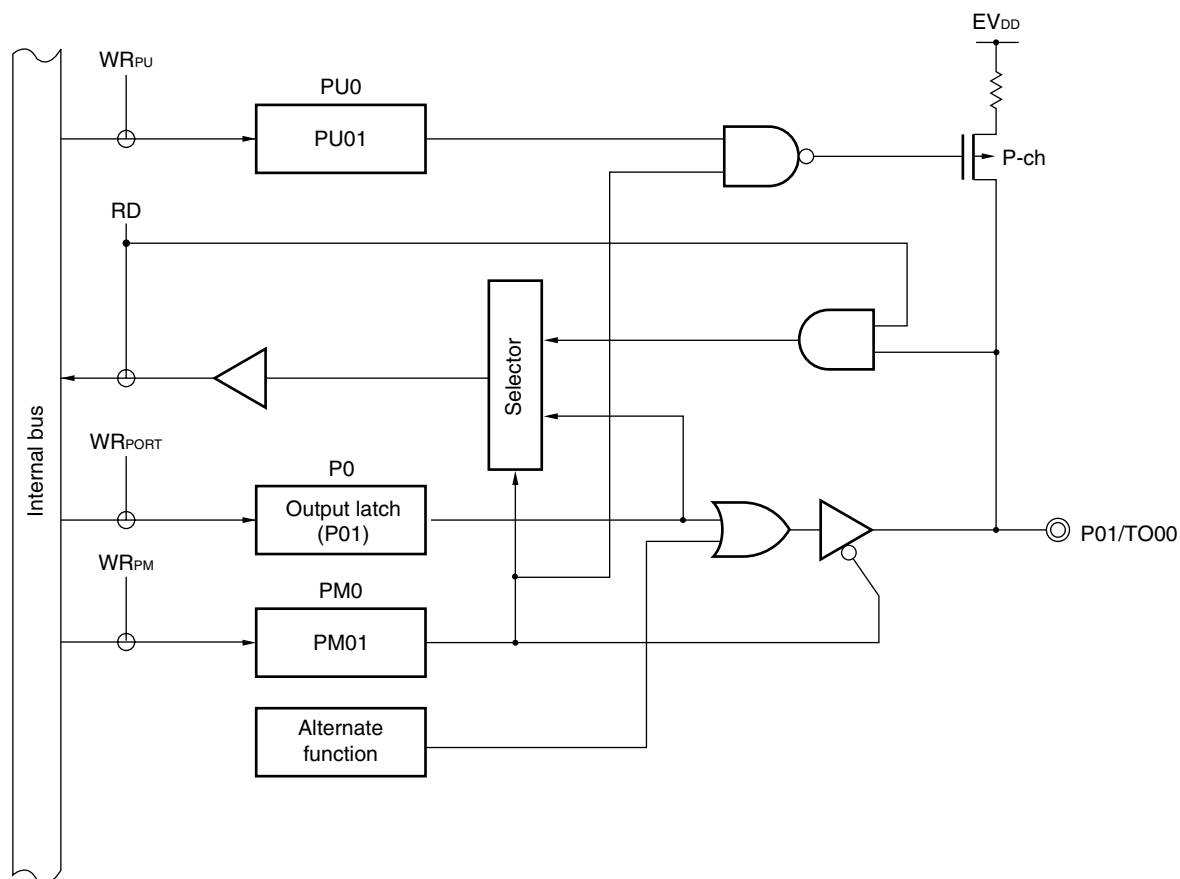 EVDD
WRPU
PU0
PU01
P-ch
RD
Selector
Internal bus
WRPORT
P0
Output latch
(P01)
P01/TO00
WRPM
PM0
PM01
Alternate
function